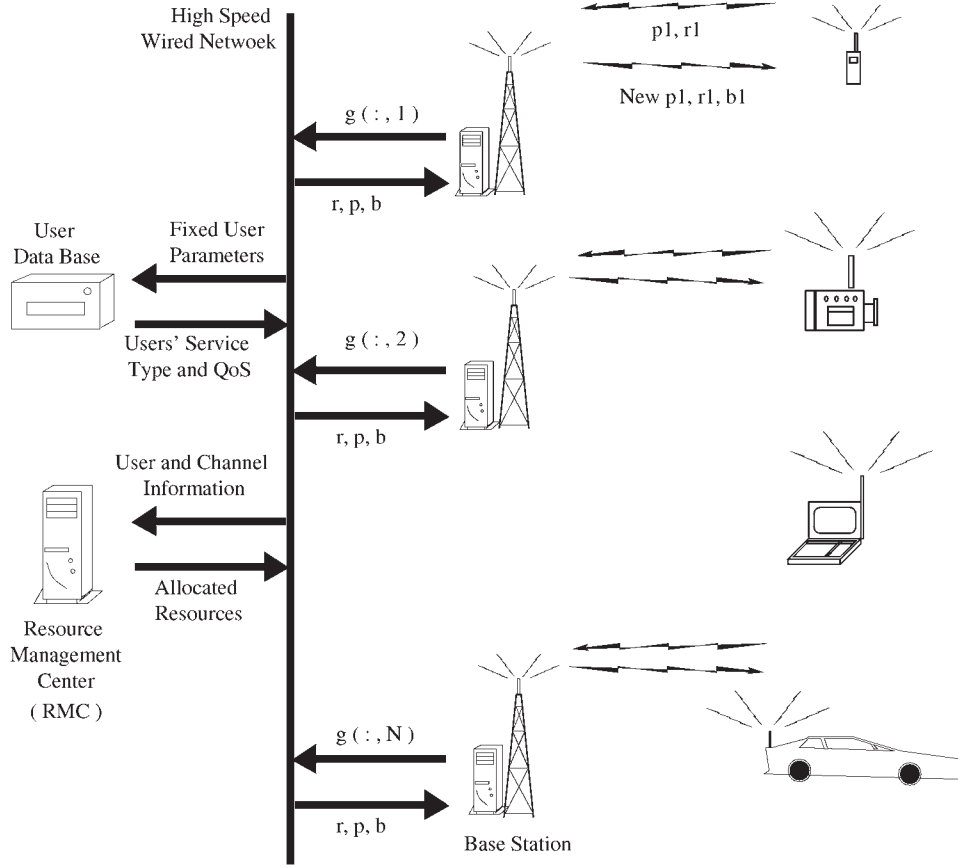 High Speed
Wired Netwoek
p1, r1
New p1, r1, b1
g ( : , 1 )
r, p, b
User
Data Base
Fixed User
Parameters
Users' Service
Type and QoS
g ( : , 2 )
r, p, b
User and Channel
Information
Allocated
Resources
Resource
Management
Center
( RMC )
g ( : , N )
r, p, b
Base Station